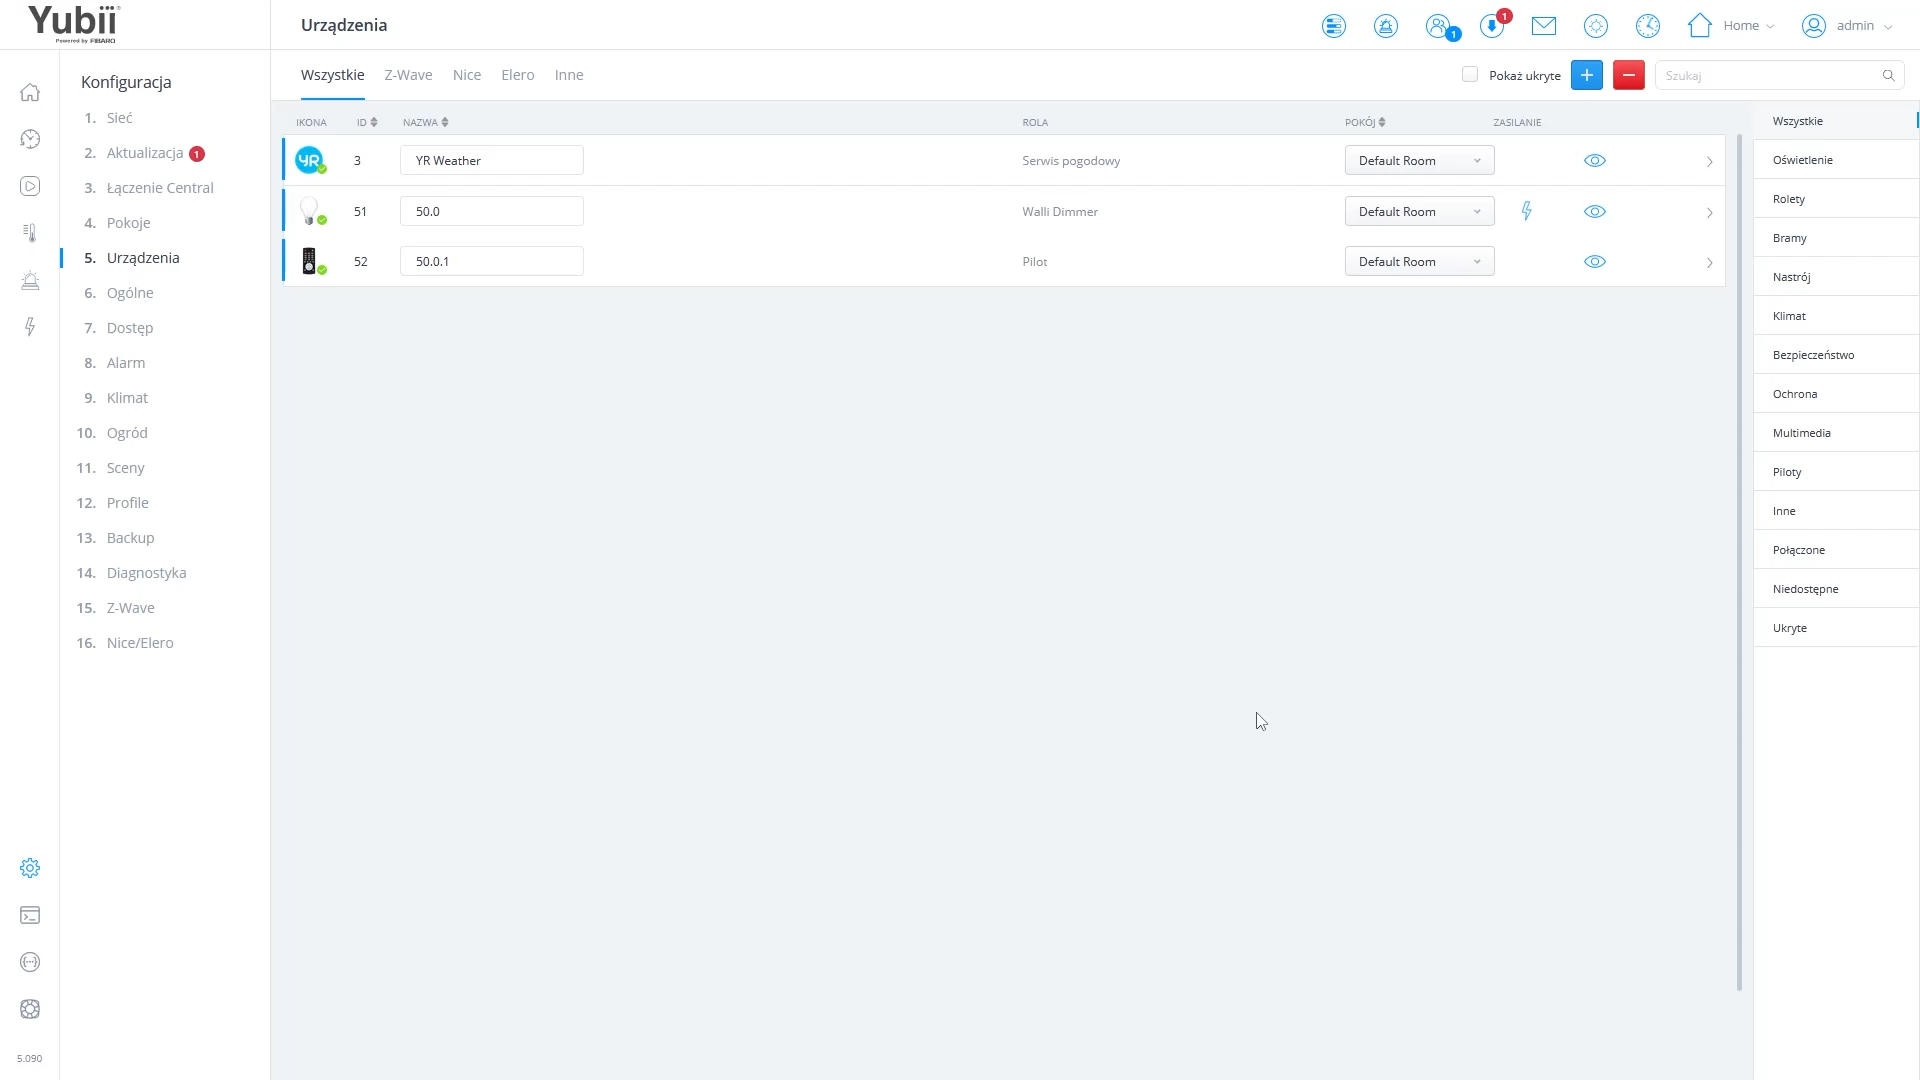 Yubii
Powered by FIBARO
Urządzenia
1
1
Home
admin
Konfiguracja
1. Sieć
2. Aktualizacja 1
3. Łączenie Central
4. Pokoje
5. Urządzenia
6. Ogólne
7. Dostęp
8. Alarm
9. Klimat
10. Ogród
11. Sceny
12. Profile
13. Backup
14. Diagnostyka
15. Z-Wave
16. Nice/Elero
5.090
Wszystkie Z-Wave Nice Elero Inne
Pokaż ukryte
+
−
Szukaj
IKONA ID NAZWA ROLA POKÓJ ZASILANIE
YR 3 YR Weather Serwis pogodowy Default Room
51 50.0 Walli Dimmer Default Room
52 50.0.1 Pilot Default Room
Wszystkie
Oświetlenie
Rolety
Bramy
Nastrój
Klimat
Bezpieczeństwo
Ochrona
Multimedia
Piloty
Inne
Połączone
Niedostępne
Ukryte